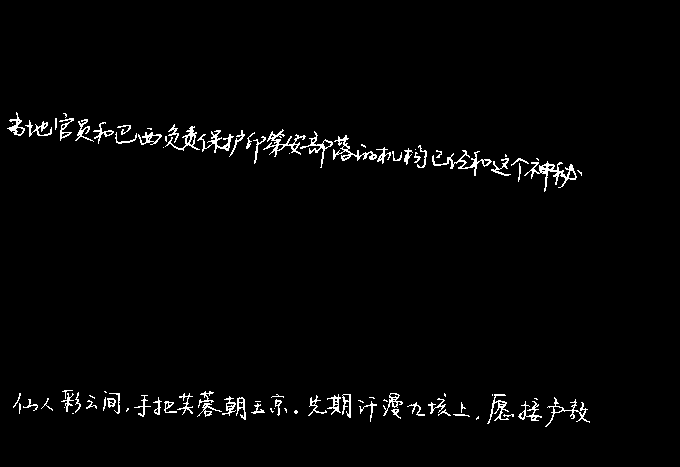 当地官员和巴西负责保护印第安部落的机构已经和这个神秘
仙人彩云间,手把芙蓉朝玉京.先期汗漫九垓上,愿接卢敖